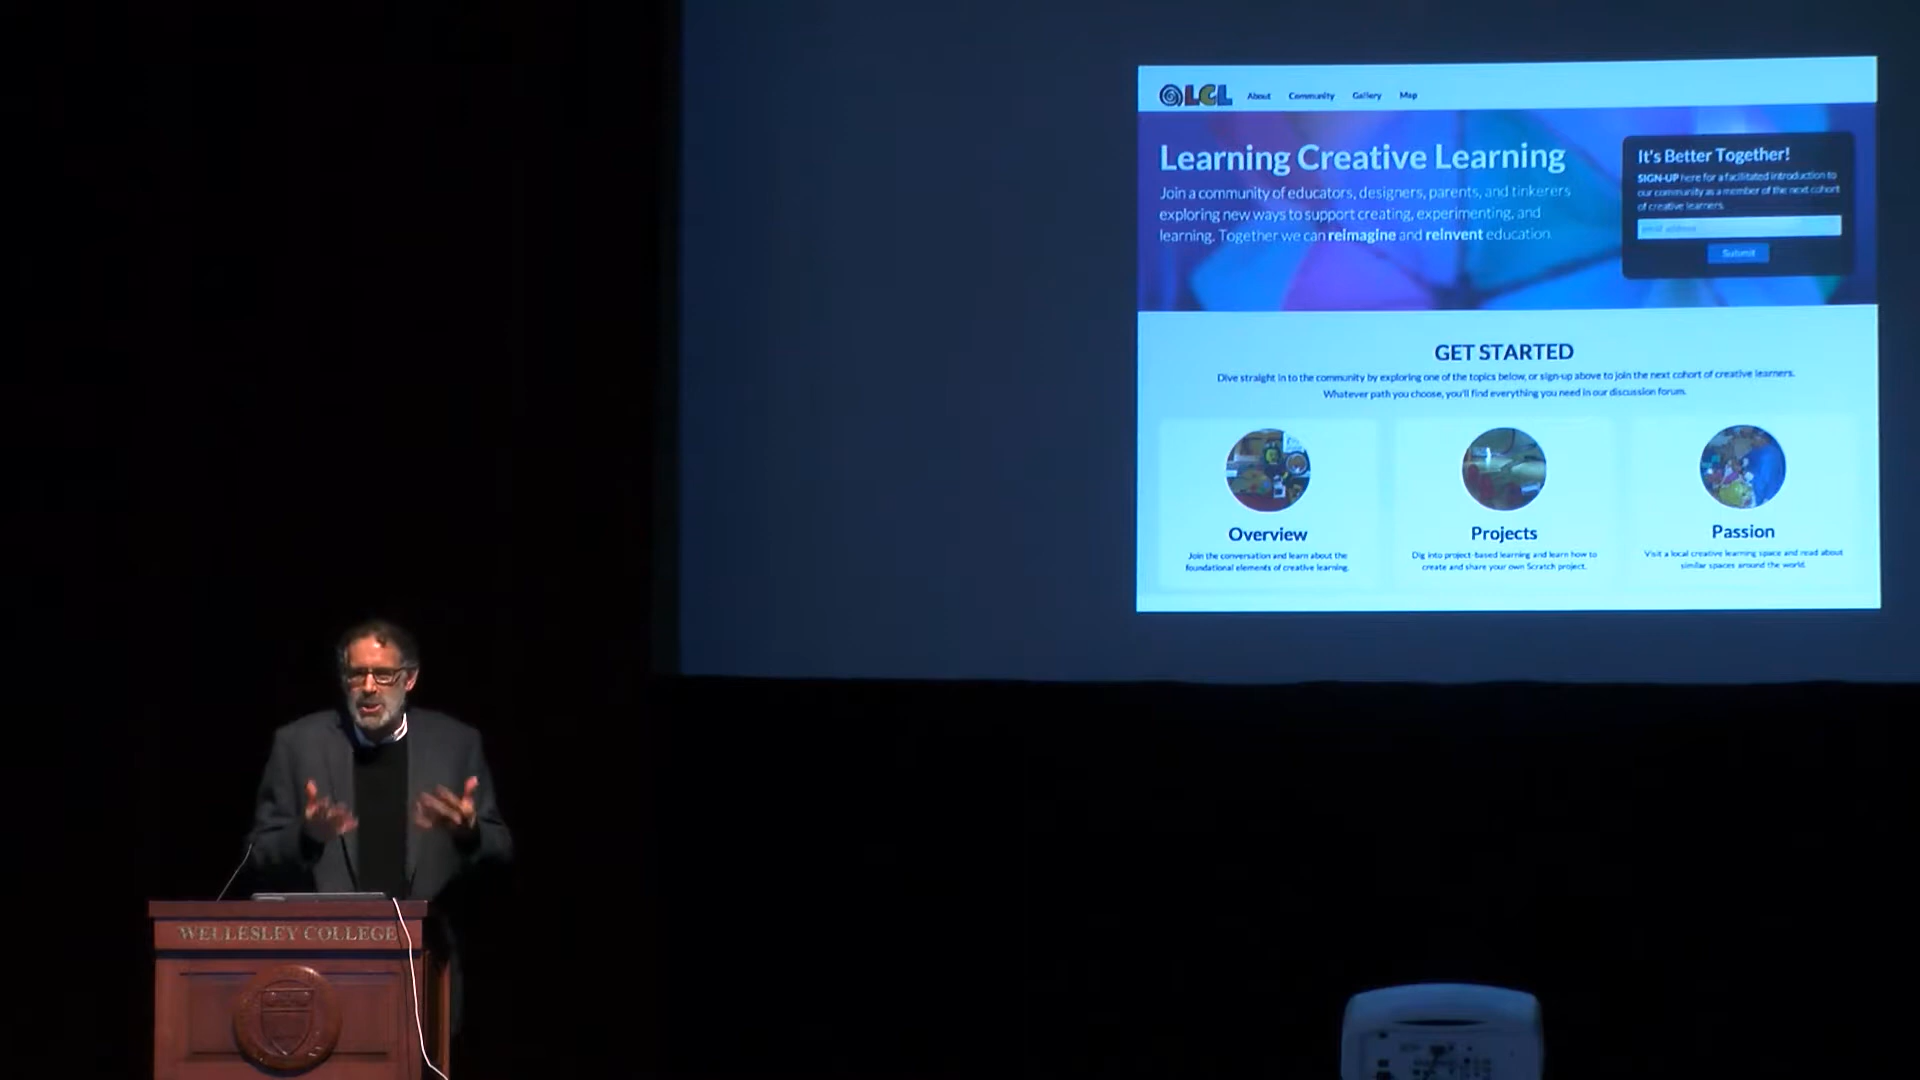 LCL About Community Gallery Map
Learning Creative Learning
Join a community of educators, designers, parents, and tinkerers
exploring new ways to support creating, experimenting, and
learning. Together we can reimagine and reinvent education.
It's Better Together!
SIGN-UP here for a facilitated introduction to
our community as a member of the next cohort
of creative learners.
email address
Submit
GET STARTED
Dive straight in to the community by exploring one of the topics below, or sign-up above to join the next cohort of creative learners.
Whatever path you choose, you'll find everything you need in our discussion forum.
Overview
Join the conversation and learn about the
foundational elements of creative learning.
Projects
Dig into project-based learning and learn how to
create and share your own Scratch project.
Passion
Visit a local creative learning space and read about
similar spaces around the world.
WELLESLEY COLLEGE